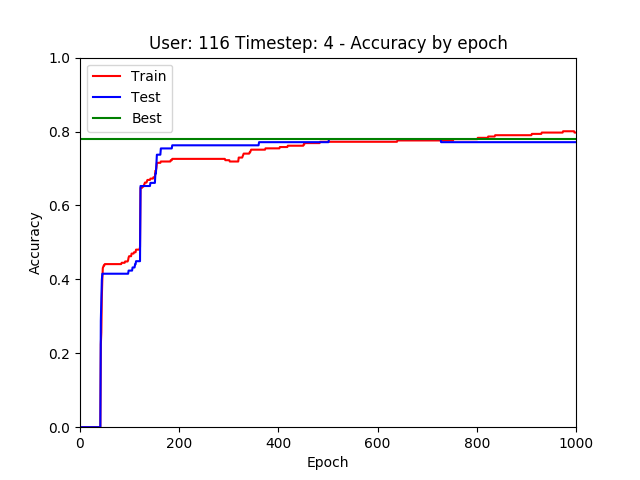 User: 116 Timestep: 4 - Accuracy by epoch
1.0
0.8
0.6
0.4
0.2
0.0
Accuracy
Train
Test
Best
0 200 400 600 800 1000
Epoch